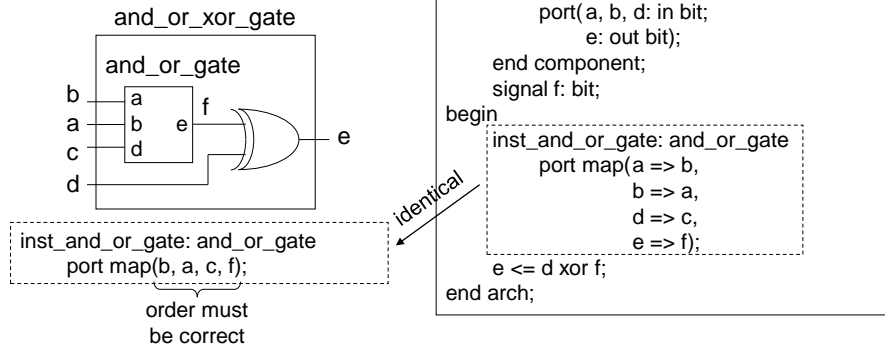 and_or_xor_gate
and_or_gate
b
a
c
d
a
b
d
e
f
e
inst_and_or_gate: and_or_gate
port map(b, a, c, f);
order must
be correct
identical
port( a, b, d: in bit;
e: out bit);
end component;
signal f: bit;
begin
inst_and_or_gate: and_or_gate
port map(a => b,
b => a,
d => c,
e => f);
e <= d xor f;
end arch;